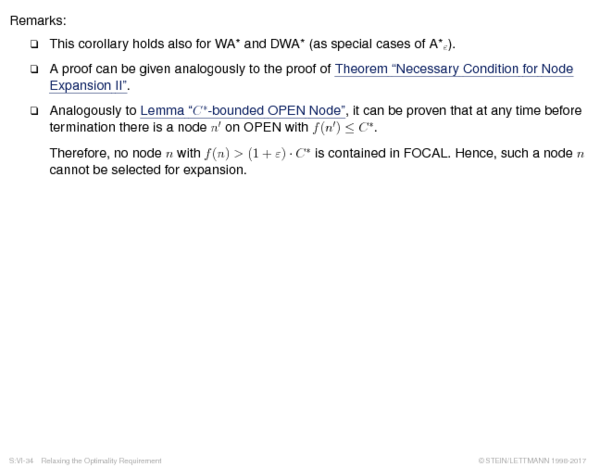 Remarks:
❑ This corollary holds also for WA* and DWA* (as special cases of A*ε).
❑ A proof can be given analogously to the proof of Theorem “Necessary Condition for Node
Expansion II”.
❑ Analogously to Lemma “C*-bounded OPEN Node”, it can be proven that at any time before
termination there is a node n′ on OPEN with f(n′) ≤ C*.
Therefore, no node n with f(n) > (1 + ε) · C* is contained in FOCAL. Hence, such a node n
cannot be selected for expansion.
S:VI-34 Relaxing the Optimality Requirement ©STEIN/LETTMANN 1998-2017